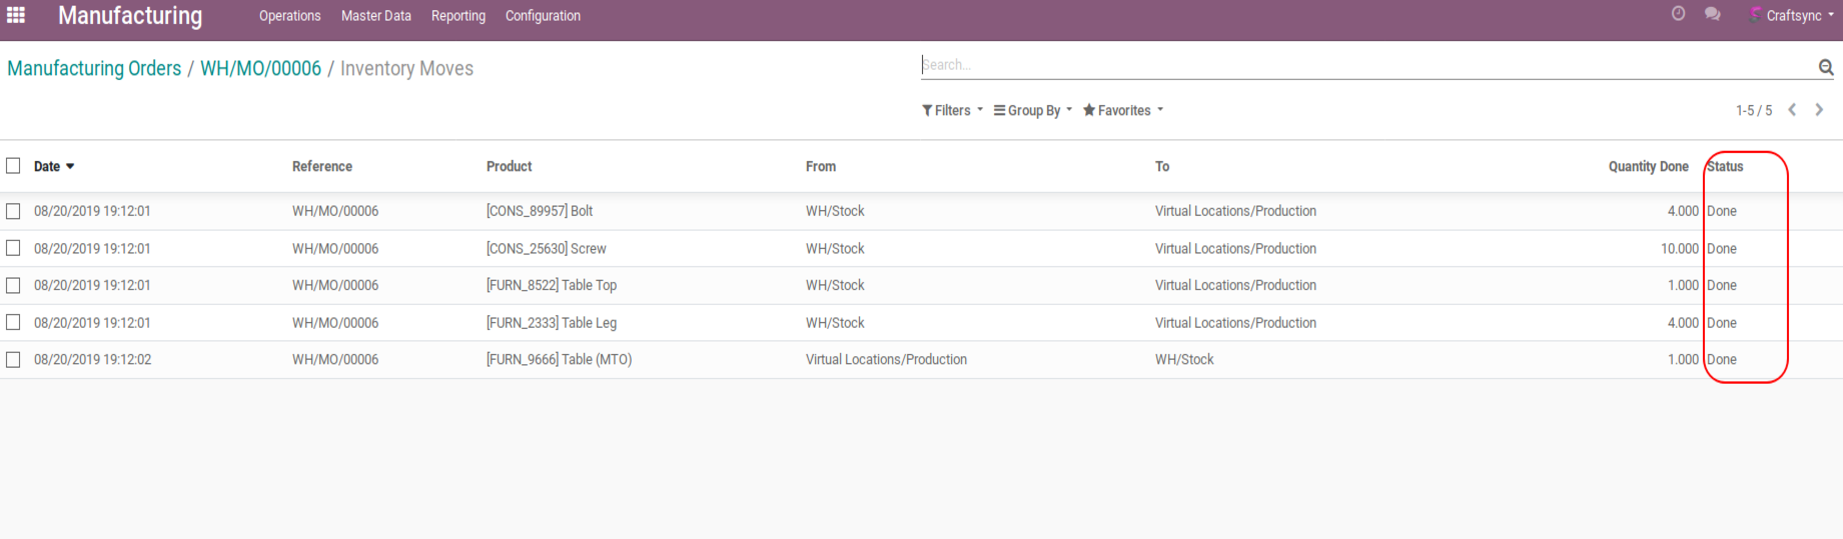 Manufacturing Operations Master Data Reporting Configuration Craftsync
Manufacturing Orders / WH/MO/00006 / Inventory Moves Search...
Filters Group By Favorites 1-5 / 5
Date Reference Product From To Quantity Done Status
08/20/2019 19:12:01 WH/MO/00006 [CONS_89957] Bolt WH/Stock Virtual Locations/Production 4.000 Done
08/20/2019 19:12:01 WH/MO/00006 [CONS_25630] Screw WH/Stock Virtual Locations/Production 10.000 Done
08/20/2019 19:12:01 WH/MO/00006 [FURN_8522] Table Top WH/Stock Virtual Locations/Production 1.000 Done
08/20/2019 19:12:01 WH/MO/00006 [FURN_2333] Table Leg WH/Stock Virtual Locations/Production 4.000 Done
08/20/2019 19:12:02 WH/MO/00006 [FURN_9666] Table (MTO) Virtual Locations/Production WH/Stock 1.000 Done